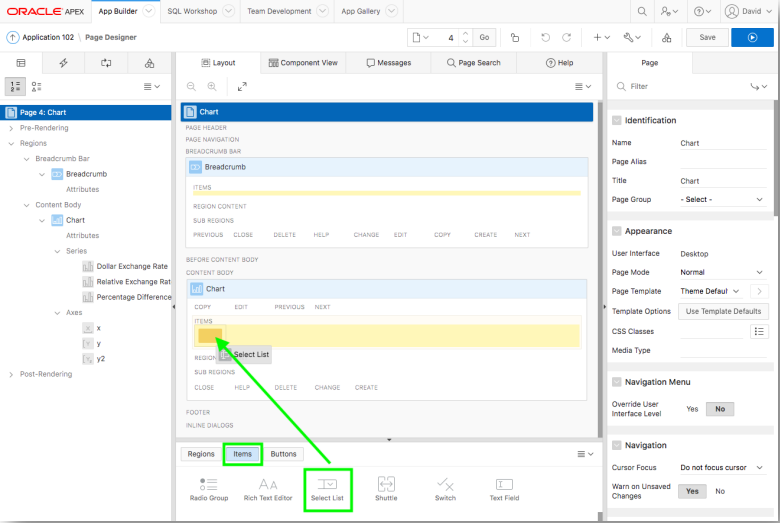 ORACLE APEX App Builder SQL Workshop Team Development App Gallery David
Application 102 \ Page Designer 4 Go Save
Layout Component View Messages Page Search Help Page
Filter
Page 4: Chart
Pre-Rendering
Regions
Breadcrumb Bar
Breadcrumb
Attributes
Content Body
Chart
Attributes
Series
Dollar Exchange Rate
Relative Exchange Rat
Percentage Difference
Axes
x
y
y2
Post-Rendering
Chart
PAGE HEADER
PAGE NAVIGATION
BREADCRUMB BAR
Breadcrumb
ITEMS
REGION CONTENT
SUB REGIONS
PREVIOUS CLOSE DELETE HELP CHANGE EDIT COPY CREATE NEXT
BEFORE CONTENT BODY
CONTENT BODY
Chart
COPY EDIT PREVIOUS NEXT
ITEMS
Select List
REGION
SUB REGIONS
CLOSE HELP DELETE CHANGE CREATE
FOOTER
INLINE DIALOGS
Regions Items Buttons
Radio Group Rich Text Editor Select List Shuttle Switch Text Field
Identification
Name Chart
Page Alias
Title Chart
Page Group - Select -
Appearance
User Interface Desktop
Page Mode Normal
Page Template Theme Defaul
Template Options Use Template Defaults
CSS Classes
Media Type
Navigation Menu
Override User
Interface Level Yes No
Navigation
Cursor Focus Do not focus cursor
Warn on Unsaved
Changes Yes No